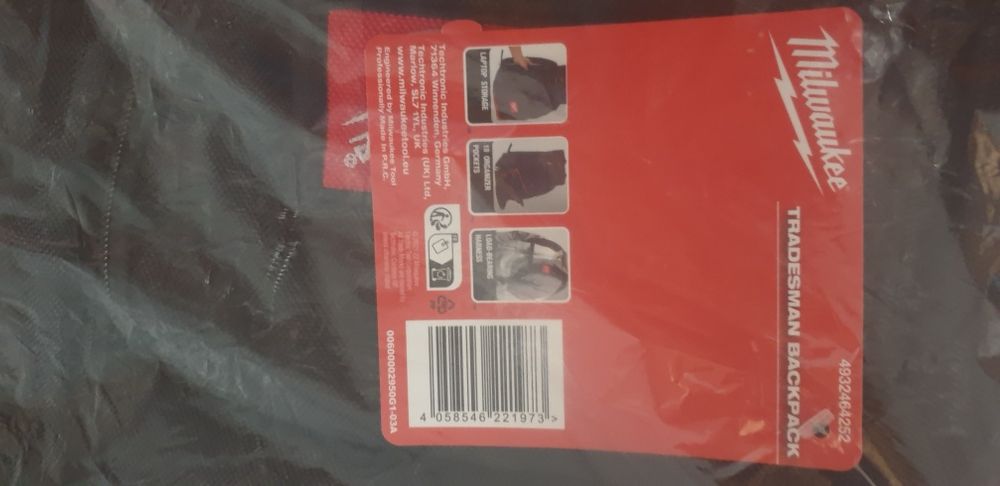 Milwaukee
TRADESMAN BACKPACK
4932464252
LAPTOP STORAGE
18 ORGANIZER
POCKETS
LOAD-BEARING
HARNESS
Techtronic Industries GmbH,
71364 Winnenden, Germany
Techtronic Industries (UK) Ltd,
Marlow, SL7 1YL, UK
www.milwaukeetool.eu
Engineered by Milwaukee Tool
Professionally Made in P.R.C.
4 058546 221973 >
00600002950G1-03A